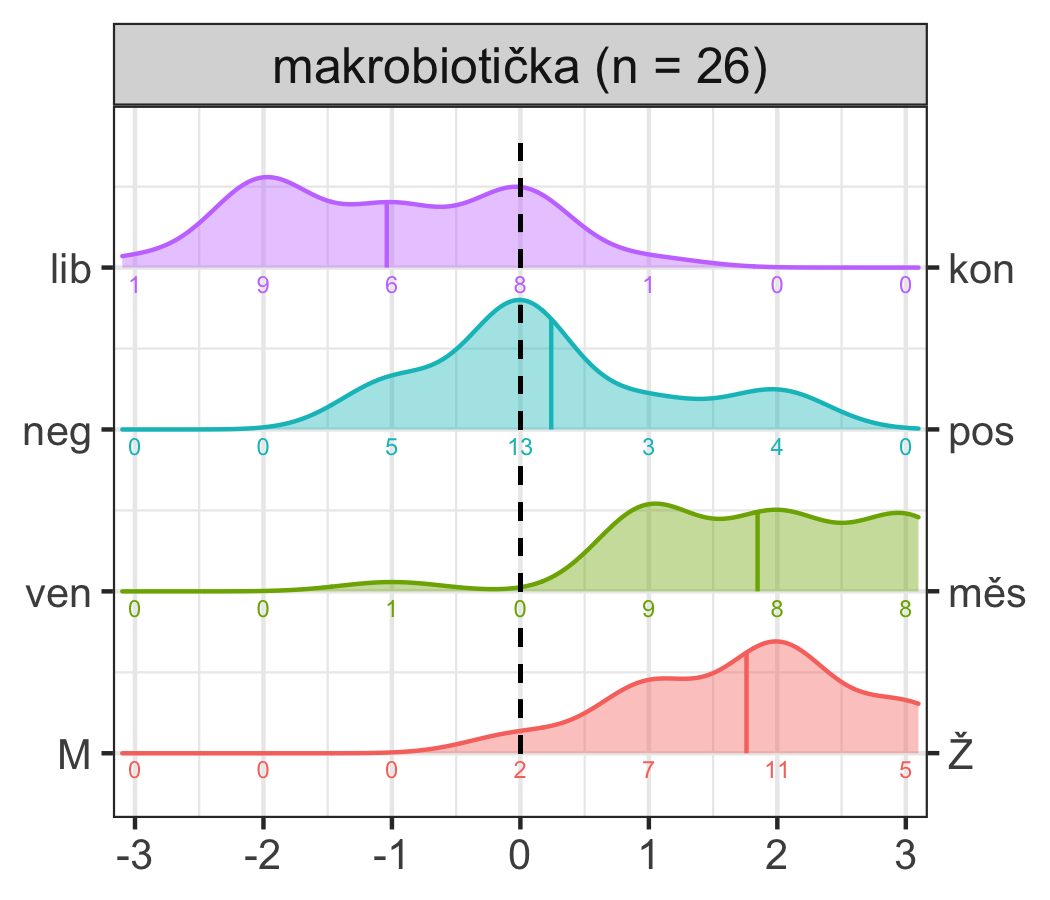 makrobiotička (n = 26)
lib kon
1 9 6 8 1 0 0
neg pos
0 0 5 13 3 4 0
ven měs
0 0 1 0 9 8 8
M Ž
0 0 0 2 7 11 5
-3 -2 -1 0 1 2 3